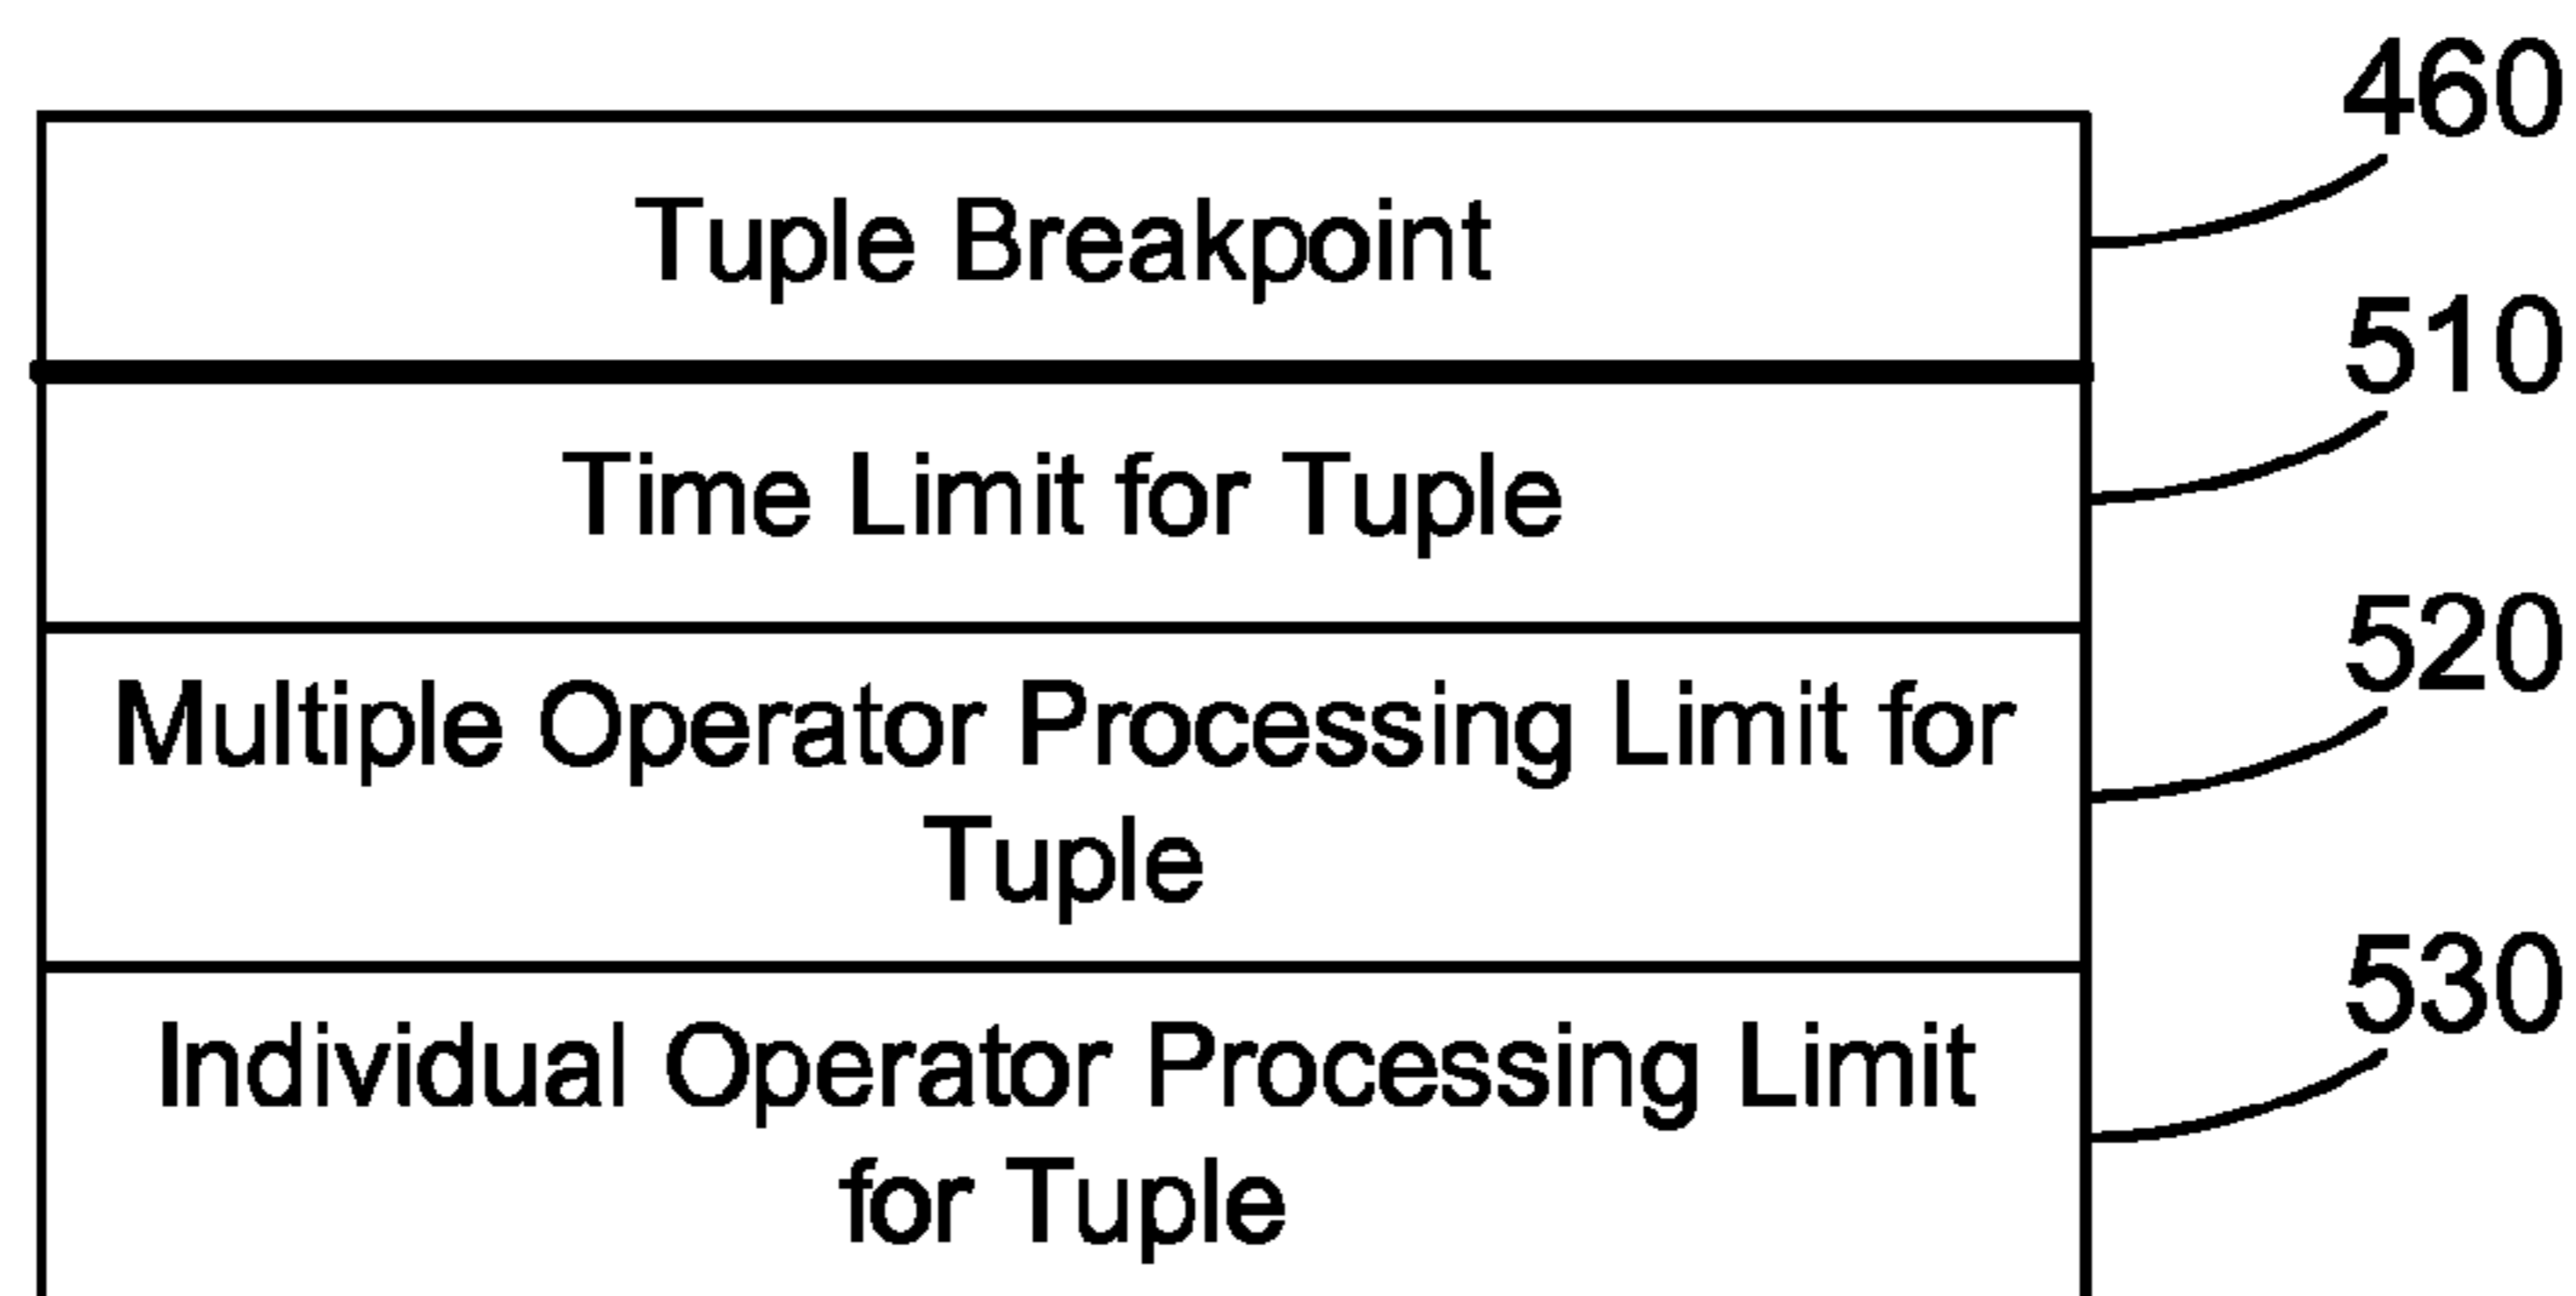 460
Tuple Breakpoint
510
Time Limit for Tuple
520
Multiple Operator Processing Limit for
Tuple
530
Individual Operator Processing Limit
for Tuple